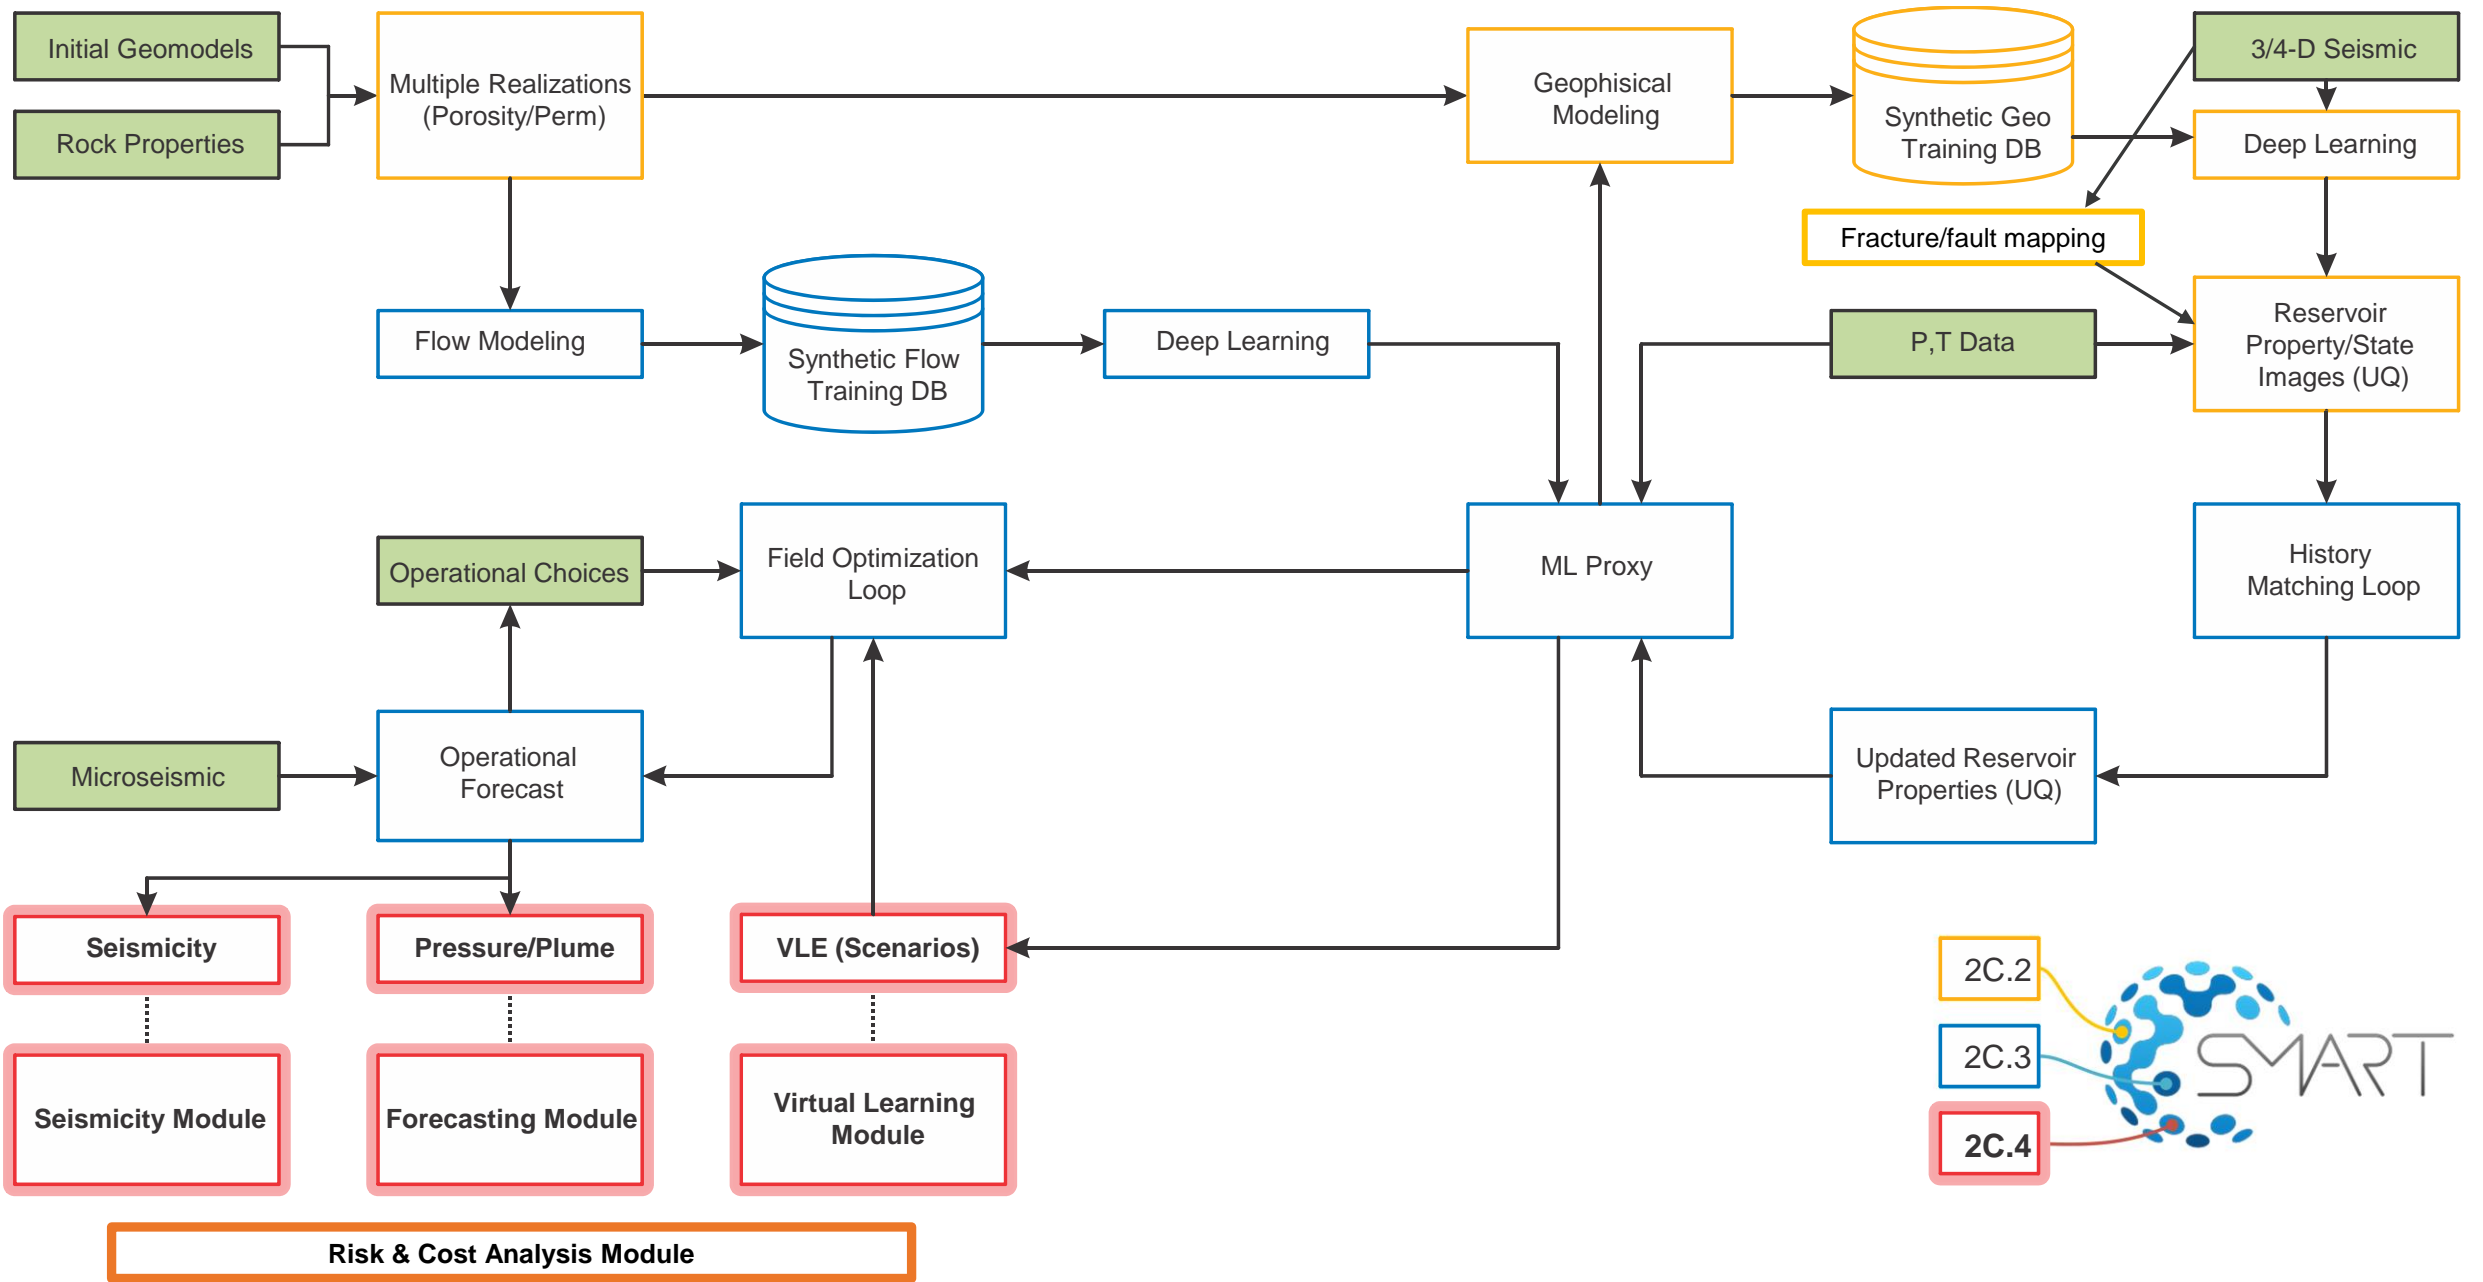 Initial Geomodels
Rock Properties
Multiple Realizations
(Porosity/Perm)
Geophisical
Modeling
Synthetic Geo
Training DB
3/4-D Seismic
Deep Learning
Fracture/fault mapping
Flow Modeling
Synthetic Flow
Training DB
Deep Learning
P,T Data
Reservoir
Property/State
Images (UQ)
Operational Choices
Field Optimization
Loop
ML Proxy
History
Matching Loop
Microseismic
Operational
Forecast
Updated Reservoir
Properties (UQ)
Seismicity
Pressure/Plume
VLE (Scenarios)
Seismicity Module
Forecasting Module
Virtual Learning
Module
2C.2
2C.3
2C.4
SMART
Risk & Cost Analysis Module